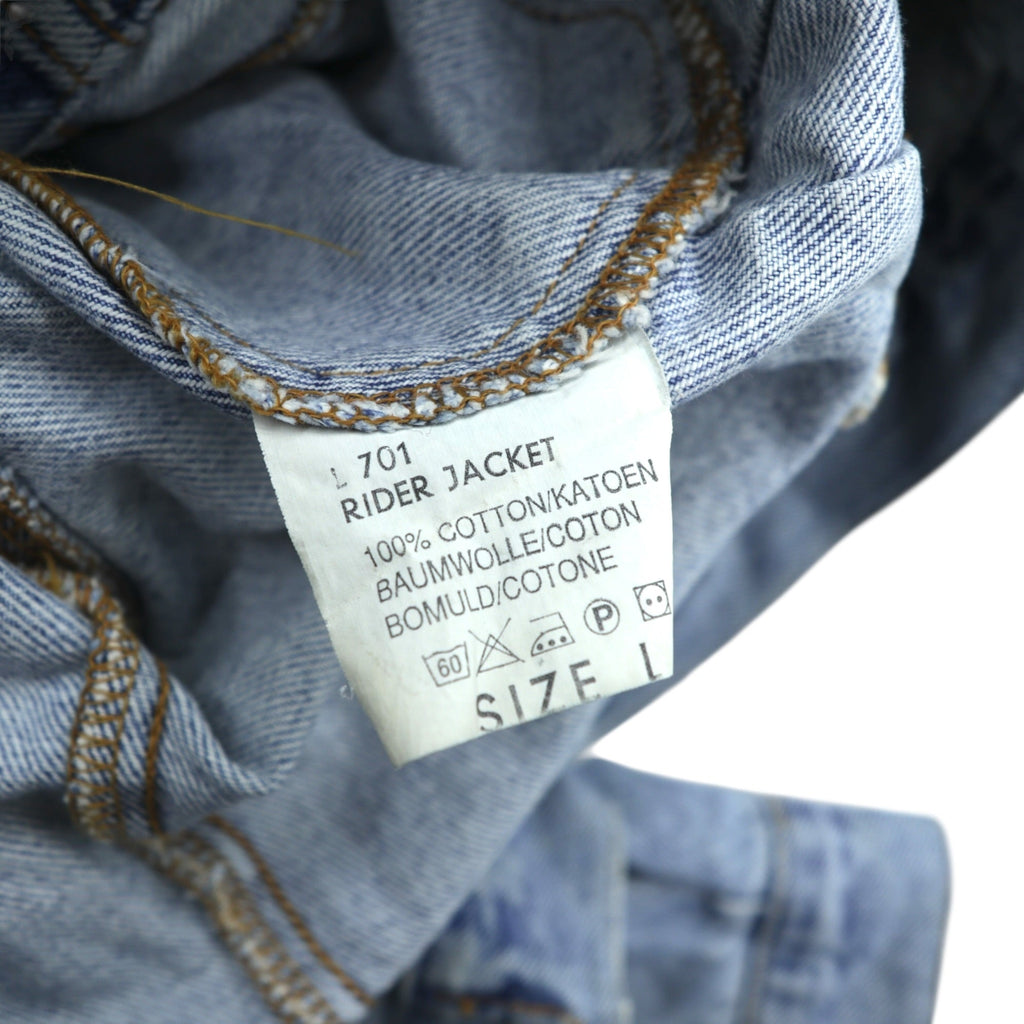 L 701
RIDER JACKET
100% COTTON/KATOEN
BAUMWOLLE/COTON
BOMULD/COTONE
60 P
SIZE L